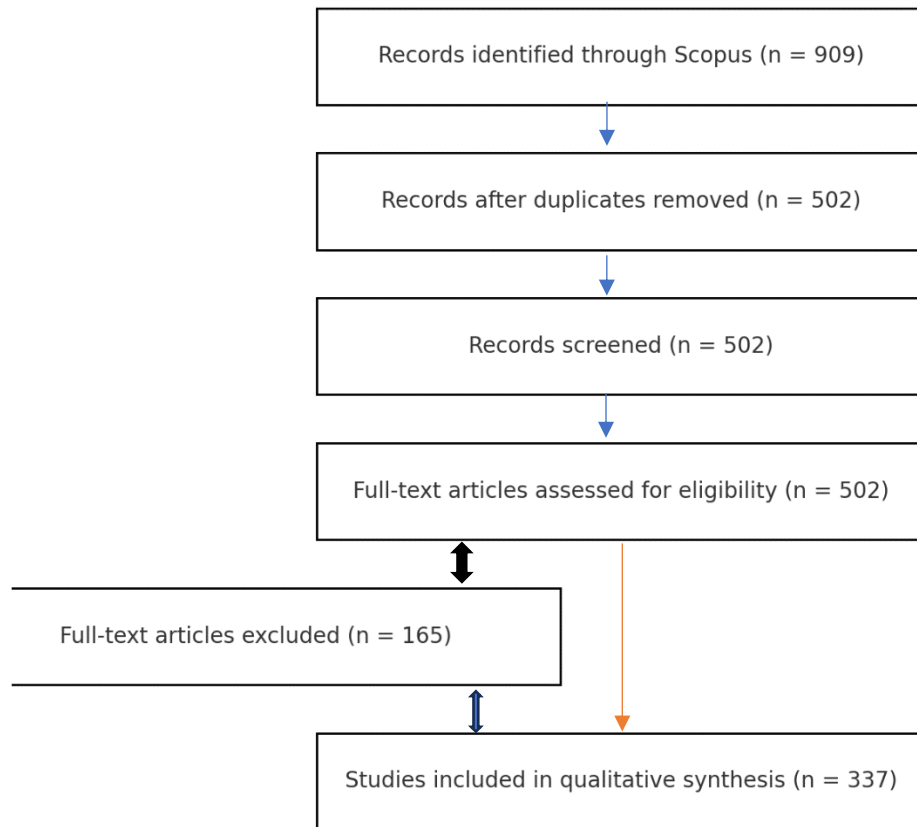 Records identified through Scopus (n = 909)
Records after duplicates removed (n = 502)
Records screened (n = 502)
Full-text articles assessed for eligibility (n = 502)
Full-text articles excluded (n = 165)
Studies included in qualitative synthesis (n = 337)